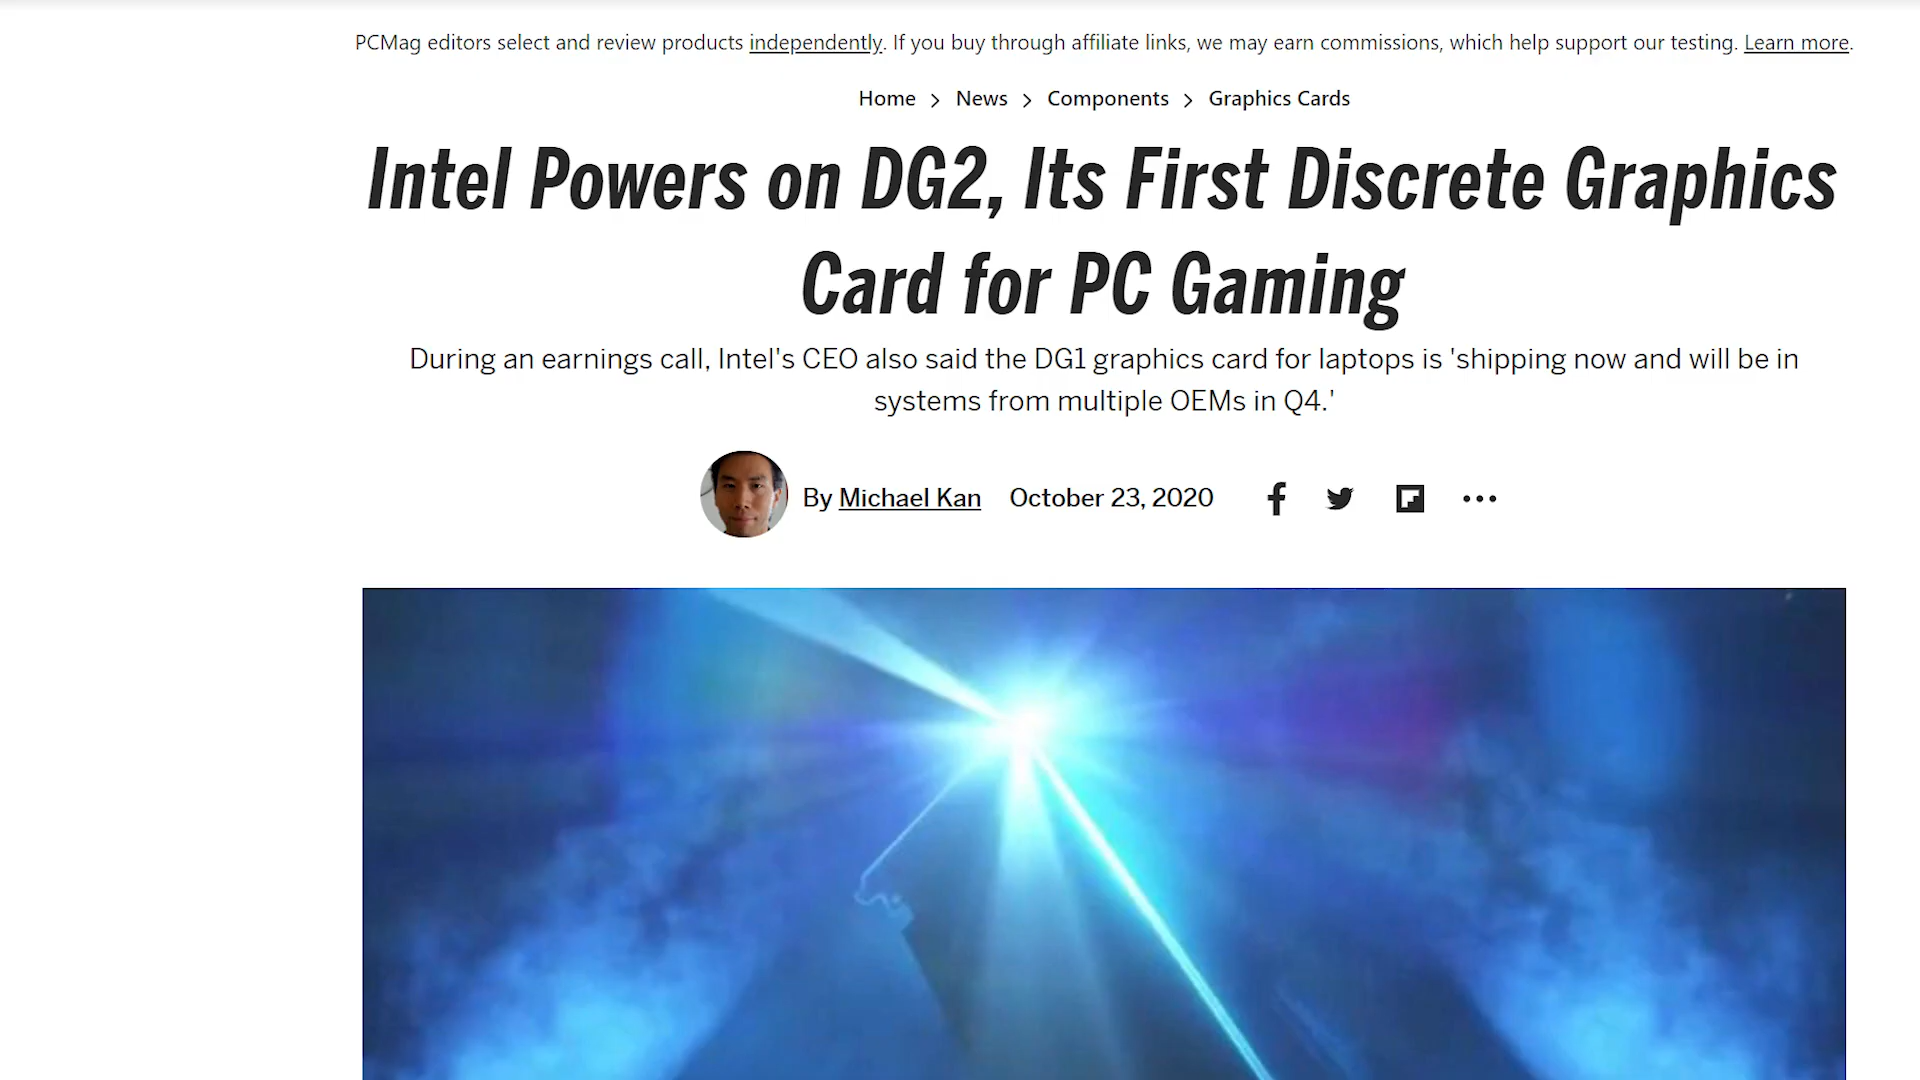 PCMag editors select and review products independently. If you buy through affiliate links, we may earn commissions, which help support our testing. Learn more.
Home > News > Components > Graphics Cards
Intel Powers on DG2, Its First Discrete Graphics
Card for PC Gaming
During an earnings call, Intel's CEO also said the DG1 graphics card for laptops is 'shipping now and will be in
systems from multiple OEMs in Q4.'
By Michael Kan October 23, 2020